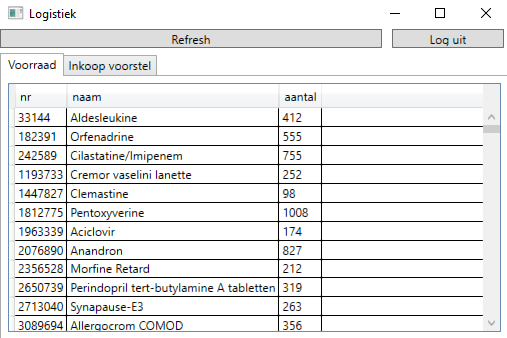 Logistiek
Refresh Log uit
Voorraad Inkoop voorstel
nr naam aantal
33144 Aldesleukine 412
182391 Orfenadrine 555
242589 Cilastatine/Imipenem 755
1193733 Cremor vaselini lanette 252
1447827 Clemastine 98
1812775 Pentoxyverine 1008
1963339 Aciclovir 174
2076890 Anandron 827
2356528 Morfine Retard 212
2650739 Perindopril tert-butylamine A tabletten 319
2713040 Synapause-E3 263
3089694 Allergocrom COMOD 356